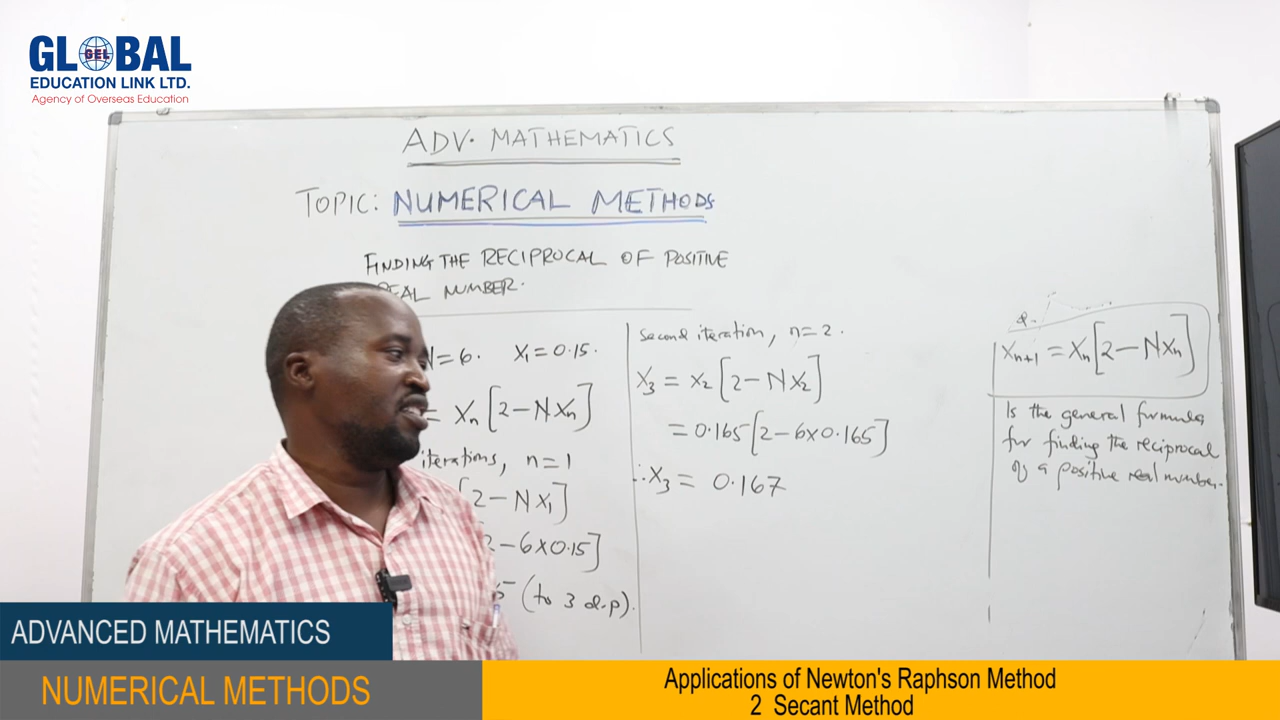 GLOBAL
GEL
EDUCATION LINK LTD.
Agency of Overseas Education
ADV. MATHEMATICS
TOPIC: NUMERICAL METHODS
FINDING THE RECIPROCAL OF POSITIVE
REAL NUMBER.
N=6. X₁=0.15.
= Xₙ[2-NXₙ]
iterations, n=1
[2-NX₁]
2-6X0.15]
5 (to 3 d.p).
Second iteration, n=2.
X₃ = X₂[2-NX₂]
= 0.165[2-6X0.165]
∴X₃ = 0.167
Xₙ₊₁=Xₙ[2-NXₙ]
Is the general formula
for finding the reciprocal
of a positive real number.
ADVANCED MATHEMATICS
NUMERICAL METHODS
Applications of Newton's Raphson Method
2 Secant Method